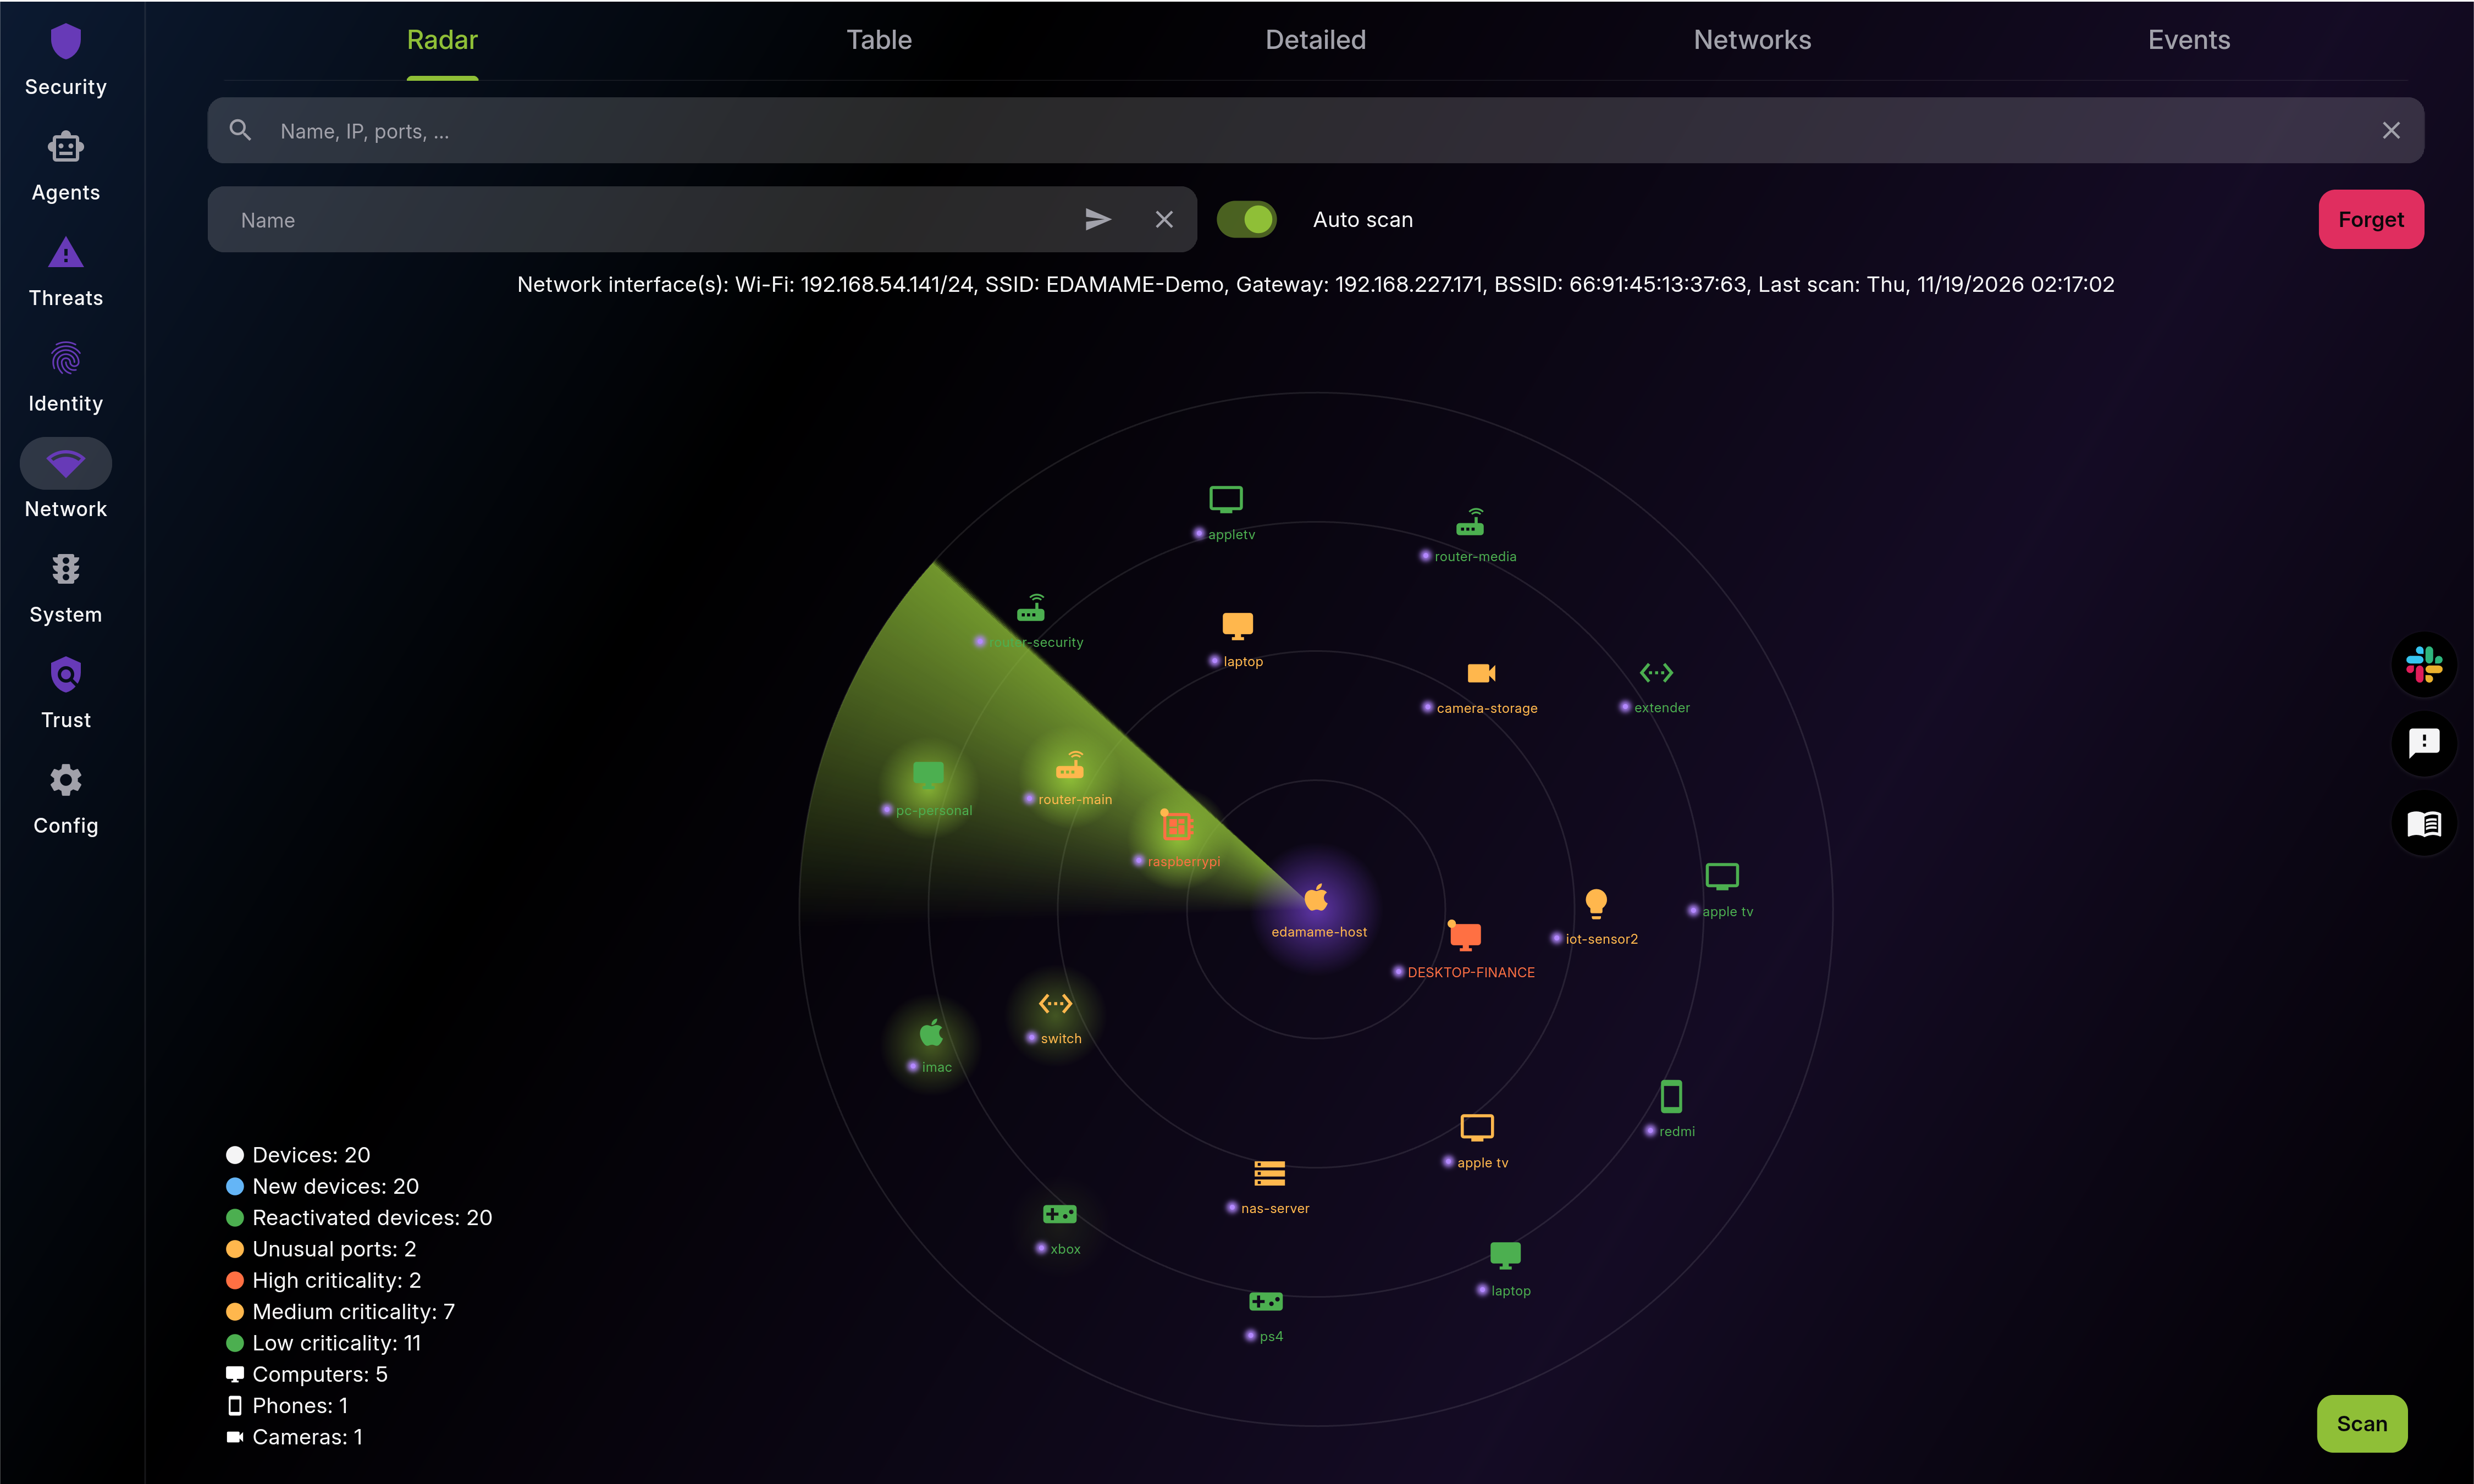 Radar
Table
Detailed
Networks
Events
Security
Agents
Threats
Identity
Network
System
Trust
Config
Name, IP, ports, ...
Name
Auto scan
Forget
Network interface(s): Wi-Fi: 192.168.54.141/24, SSID: EDAMAME-Demo, Gateway: 192.168.227.171, BSSID: 66:91:45:13:37:63, Last scan: Thu, 11/19/2026 02:17:02
appletv
router-media
router-security
laptop
camera-storage
extender
pc-personal
router-main
raspberrypi
edamame-host
apple tv
iot-sensor2
DESKTOP-FINANCE
switch
imac
redmi
apple tv
nas-server
xbox
laptop
ps4
Devices: 20
New devices: 20
Reactivated devices: 20
Unusual ports: 2
High criticality: 2
Medium criticality: 7
Low criticality: 11
Computers: 5
Phones: 1
Cameras: 1
Scan